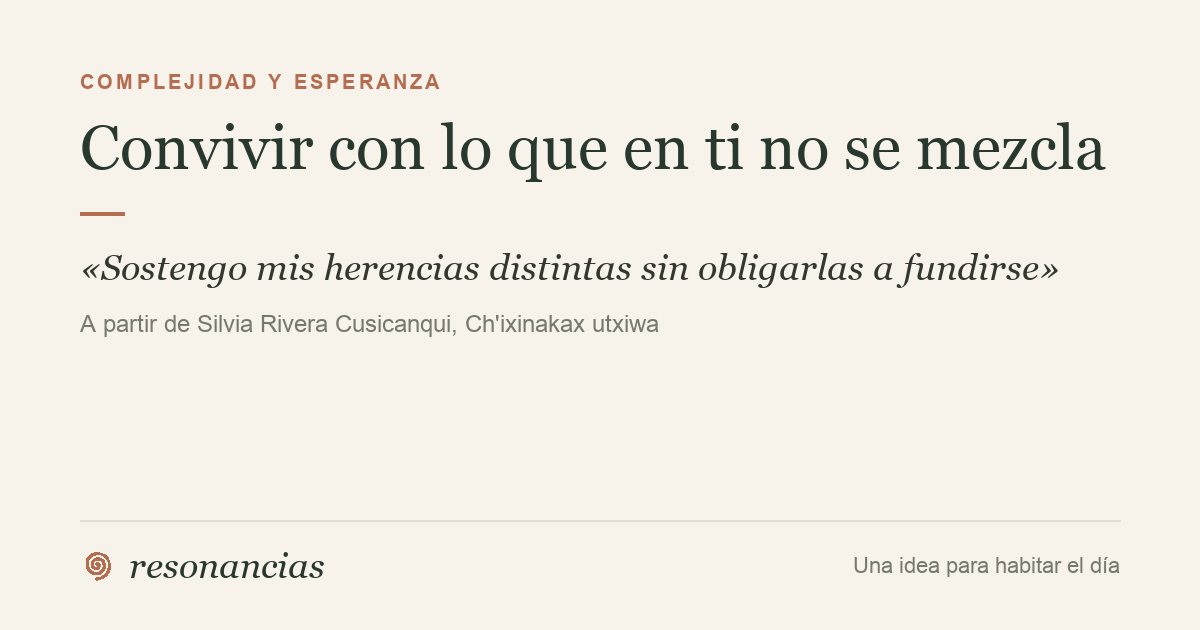 COMPLEJIDAD Y ESPERANZA
Convivir con lo que en ti no se mezcla
«Sostengo mis herencias distintas sin obligarlas a fundirse»
A partir de Silvia Rivera Cusicanqui, Ch'ixinakax utxiwa
resonancias
Una idea para habitar el día